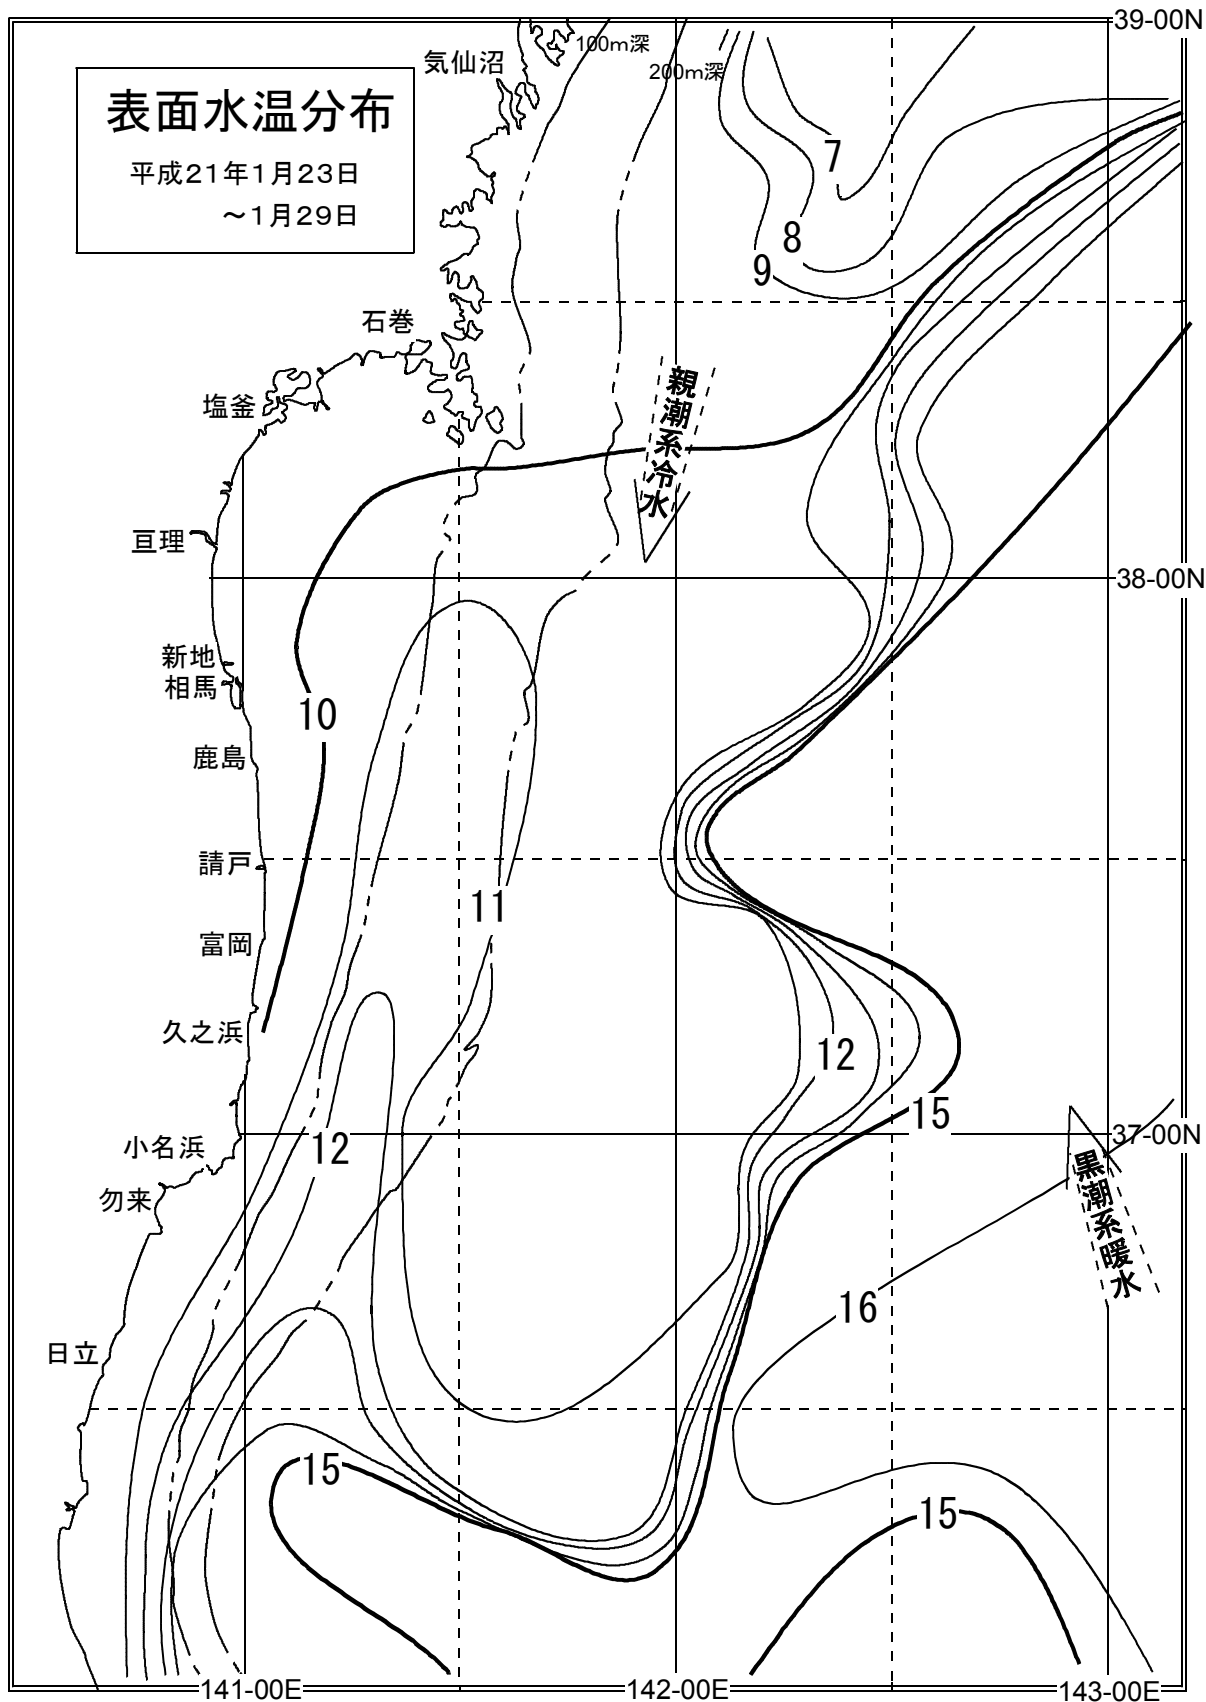 39-00N
100m深
気仙沼
200m深
表面水温分布
平成21年1月23日
～1月29日
7
8
9
石巻
親潮系冷水
塩釜
亘理
38-00N
新地
相馬
10
鹿島
請戸
11
富岡
久之浜
12
15
37-00N
小名浜
12
黒潮系暖水
勿来
16
日立
15
15
141-00E
142-00E
143-00E